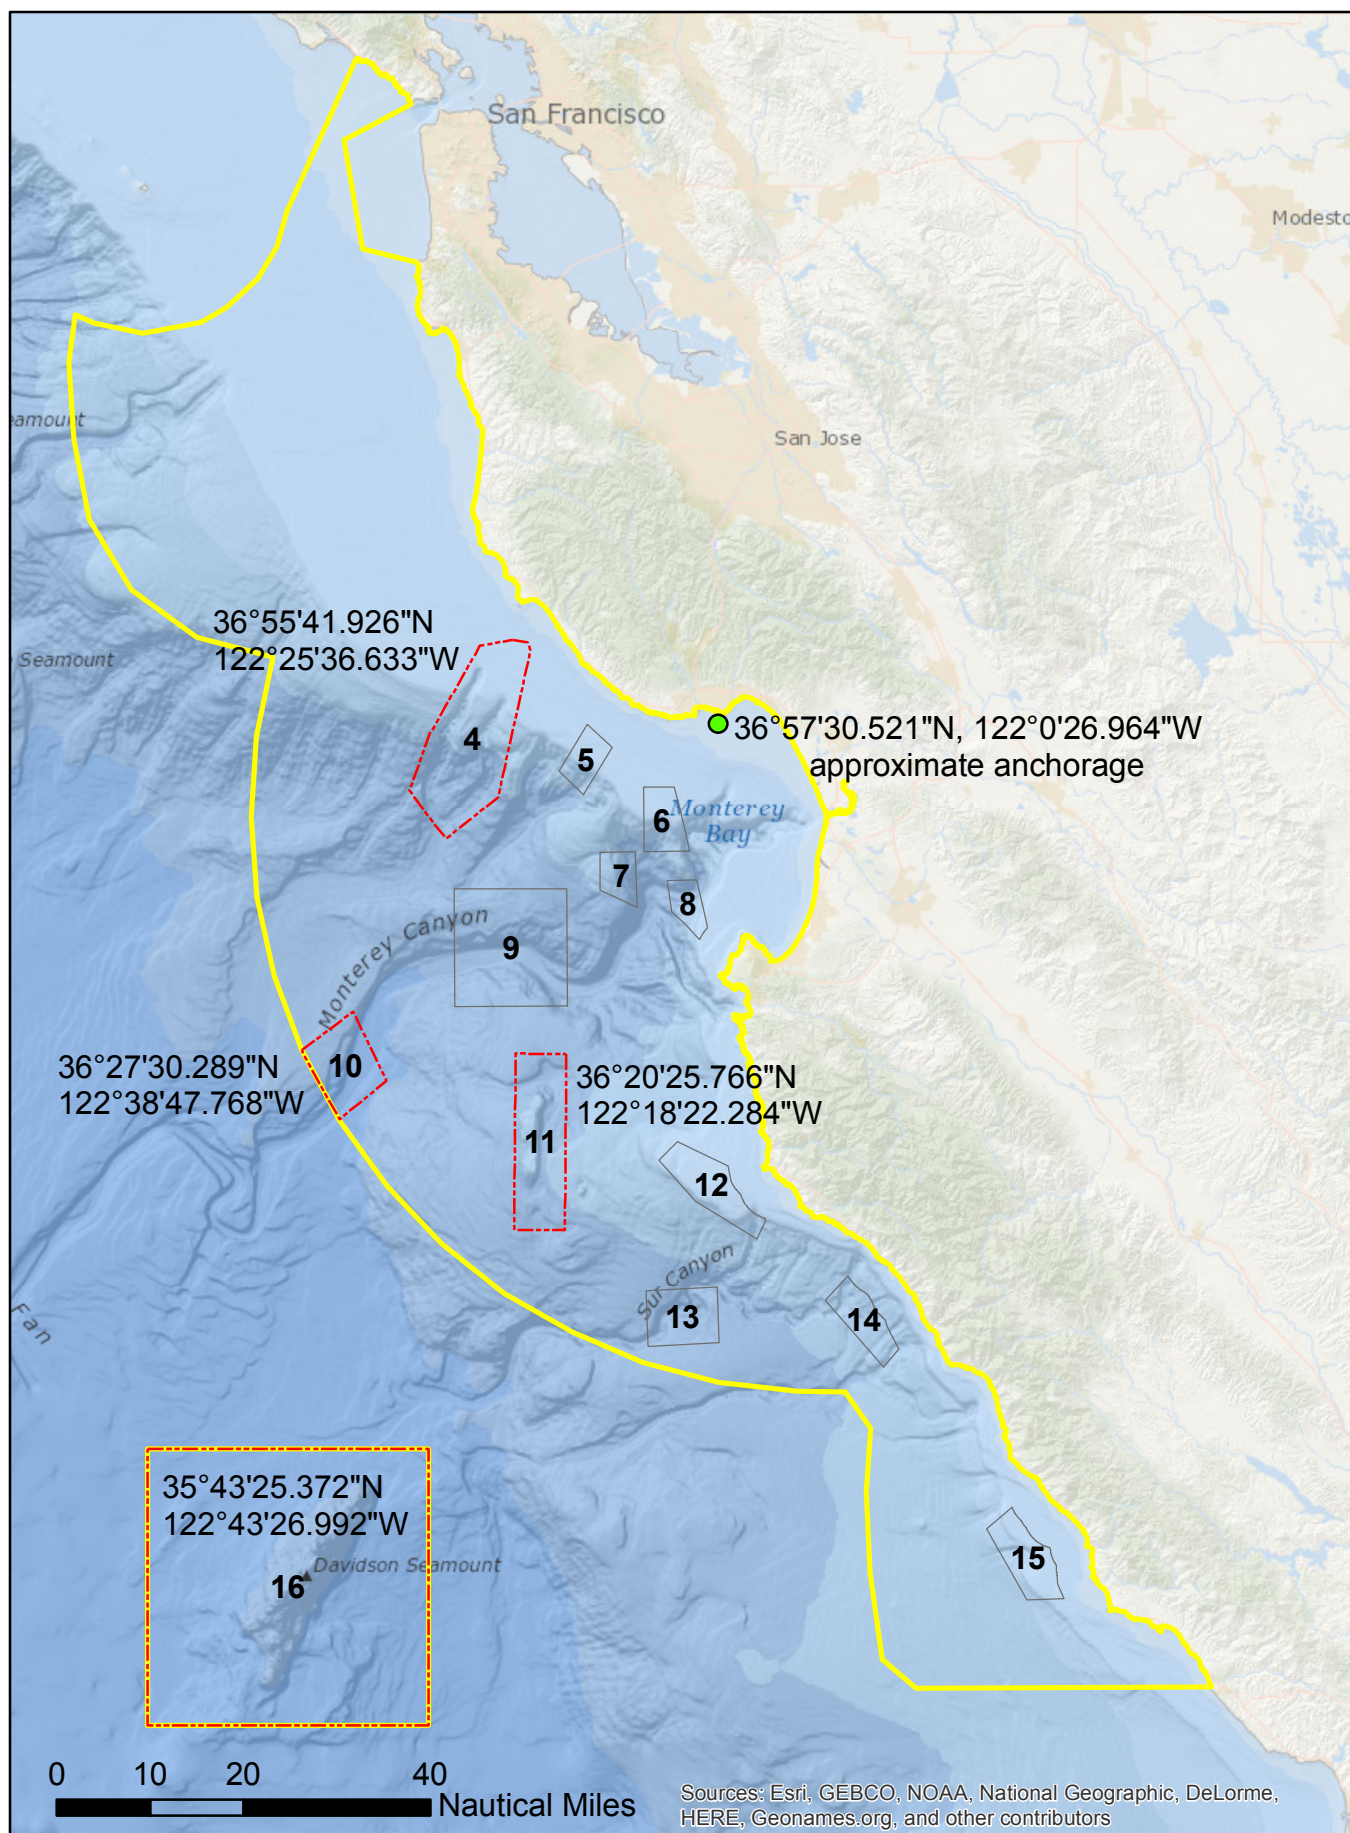 San Francisco
Modesto
eamount
San Jose
36°55'41.926"N
122°25'36.633"W
Seamount
4
5
36°57'30.521"N, 122°0'26.964"W
approximate anchorage
6
Monterey
Bay
7
8
9
Monterey Canyon
10
36°27'30.289"N
122°38'47.768"W
36°20'25.766"N
122°18'22.284"W
11
12
Sur Canyon
13
14
Fan
35°43'25.372"N
122°43'26.992"W
Davidson Seamount
16
15
0 10 20 40
Nautical Miles
Sources: Esri, GEBCO, NOAA, National Geographic, DeLorme,
HERE, Geonames.org, and other contributors